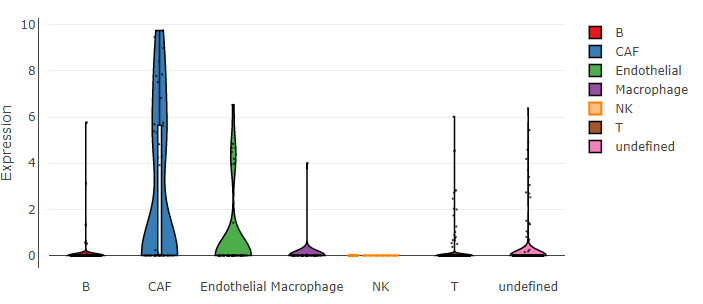 Expression
10
8
6
4
2
0
B CAF Endothelial Macrophage NK T undefined
B
CAF
Endothelial
Macrophage
NK
T
undefined